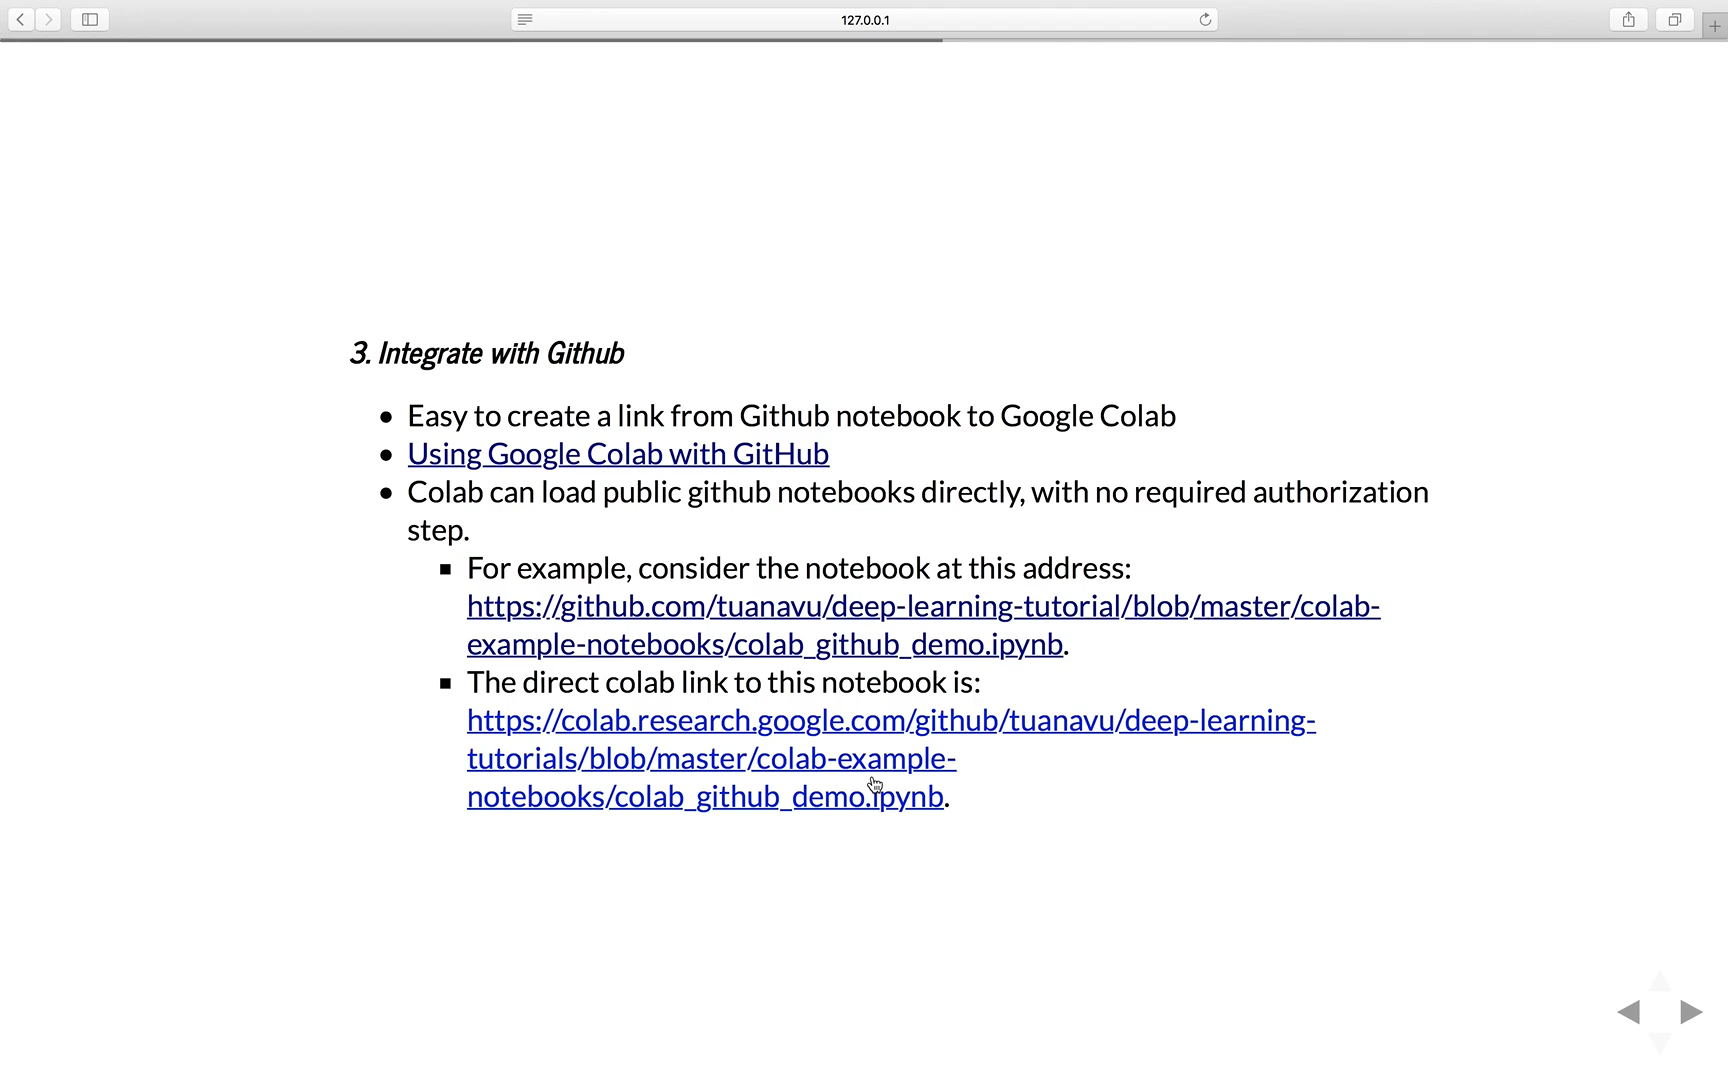 127.0.0.1
3. Integrate with Github
Easy to create a link from Github notebook to Google Colab
Using Google Colab with GitHub
Colab can load public github notebooks directly, with no required authorization
step.
For example, consider the notebook at this address:
https://github.com/tuanavu/deep-learning-tutorial/blob/master/colab-
example-notebooks/colab_github_demo.ipynb.
The direct colab link to this notebook is:
https://colab.research.google.com/github/tuanavu/deep-learning-
tutorials/blob/master/colab-example-
notebooks/colab_github_demo.ipynb.